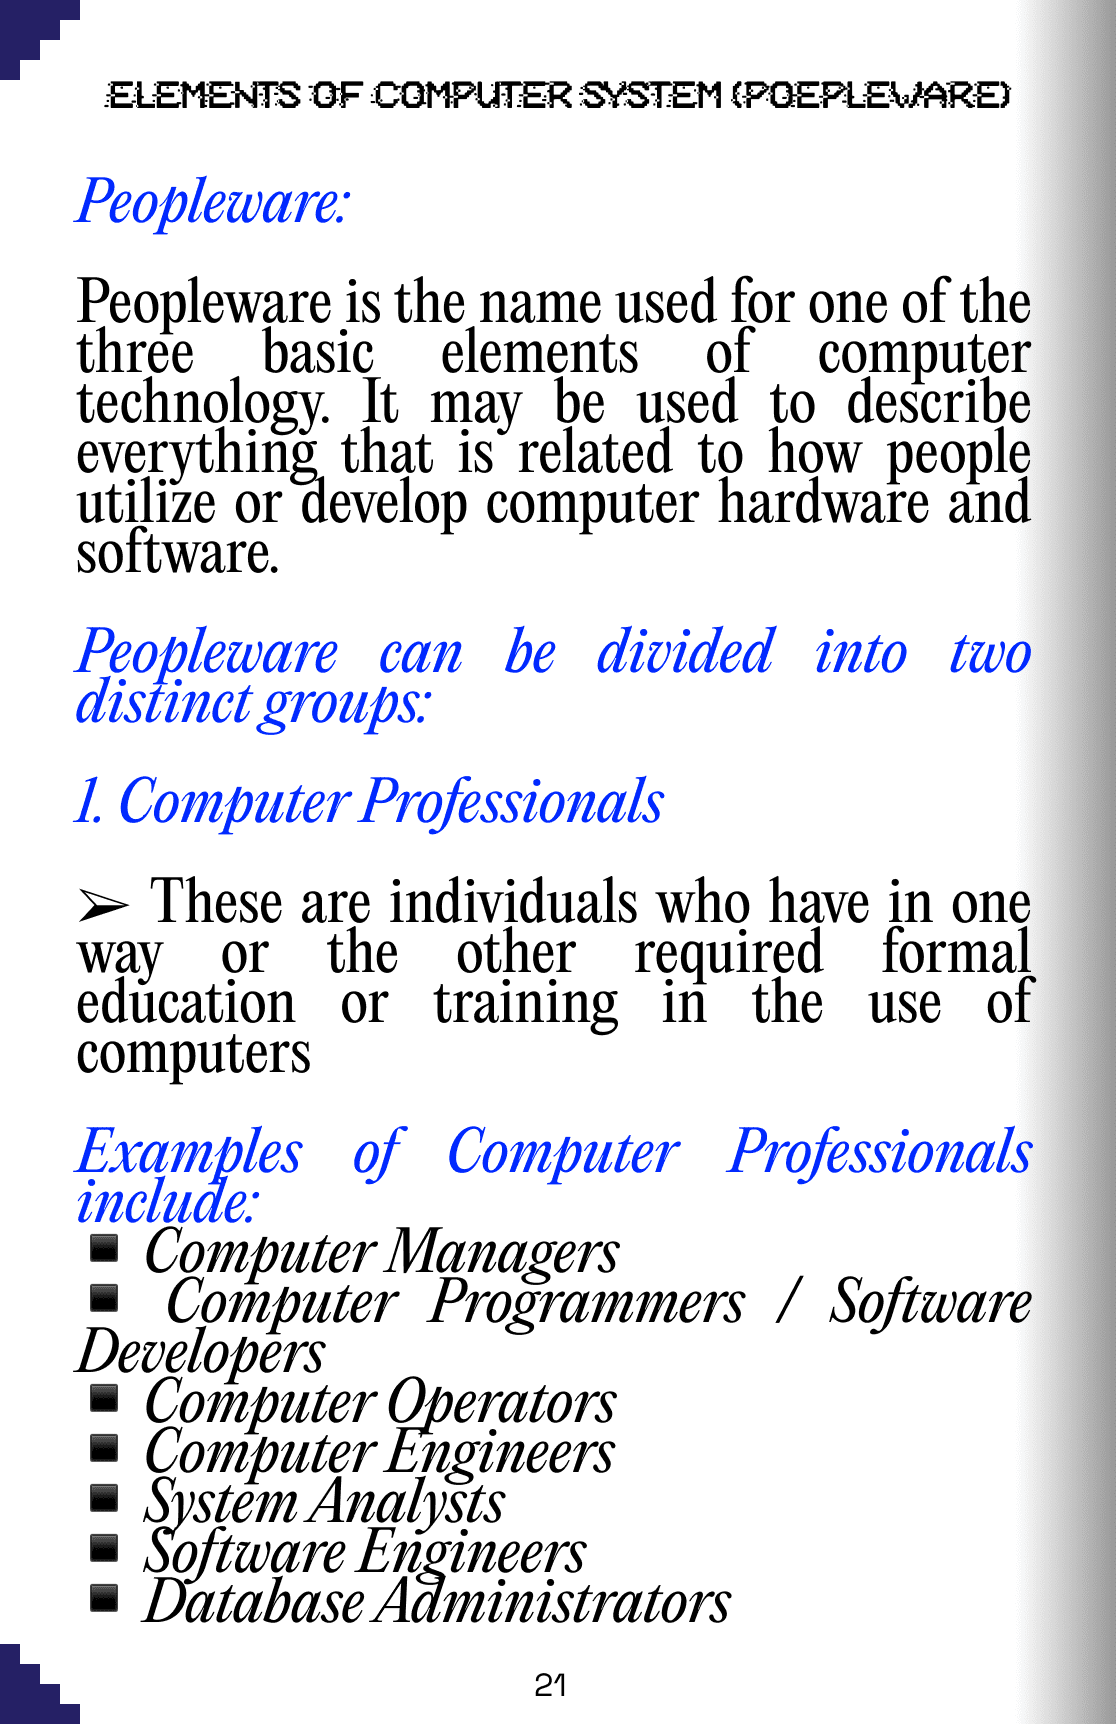 ELEMENTS OF COMPUTER SYSTEM (POEPLEWARE)
Peopleware:
Peopleware is the name used for one of the
three basic elements of computer
technology. It may be used to describe
everything that is related to how people
utilize or develop computer hardware and
software.
Peopleware can be divided into two
distinct groups:
1. Computer Professionals
➢ These are individuals who have in one
way or the other required formal
education or training in the use of
computers
Examples of Computer Professionals
include:
▪ Computer Managers
▪ Computer Programmers / Software
Developers
▪ Computer Operators
▪ Computer Engineers
▪ System Analysts
▪ Software Engineers
▪ Database Administrators
21